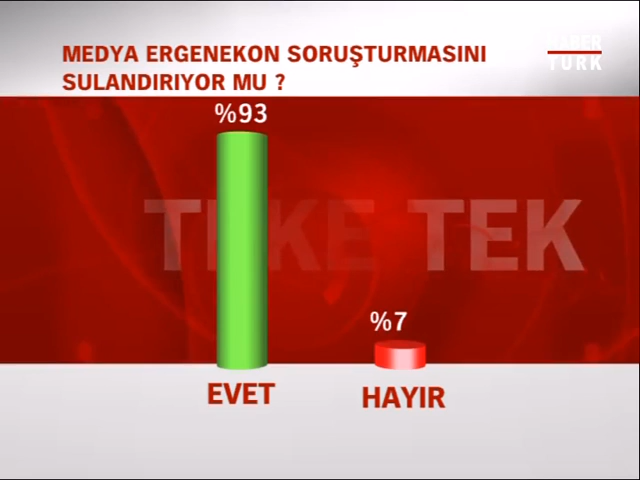 MEDYA ERGENEKON SORUŞTURMASINI
SULANDIRIYOR MU ?
HABER
TÜRK
%93
TEKE TEK
%7
EVET
HAYIR